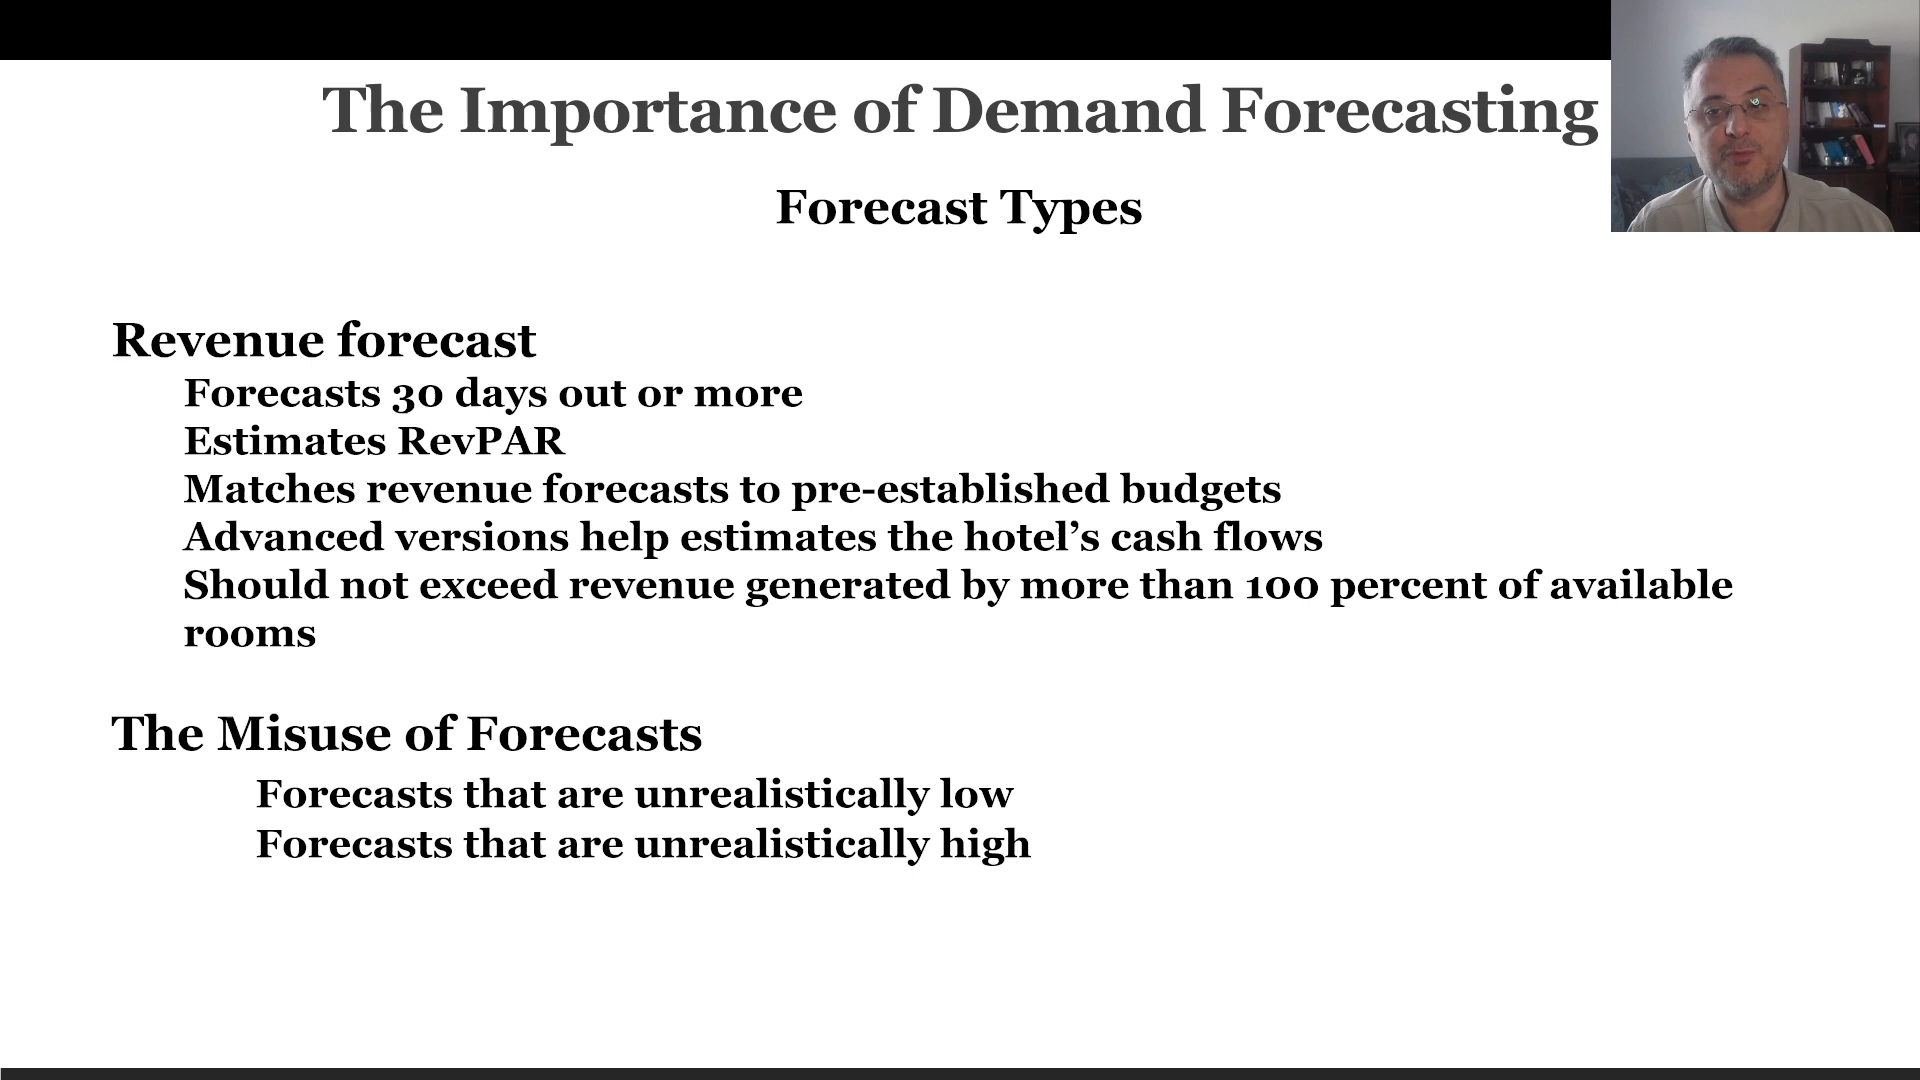 The Importance of Demand Forecasting
Forecast Types
Revenue forecast
Forecasts 30 days out or more
Estimates RevPAR
Matches revenue forecasts to pre-established budgets
Advanced versions help estimates the hotel’s cash flows
Should not exceed revenue generated by more than 100 percent of available
rooms
The Misuse of Forecasts
Forecasts that are unrealistically low
Forecasts that are unrealistically high